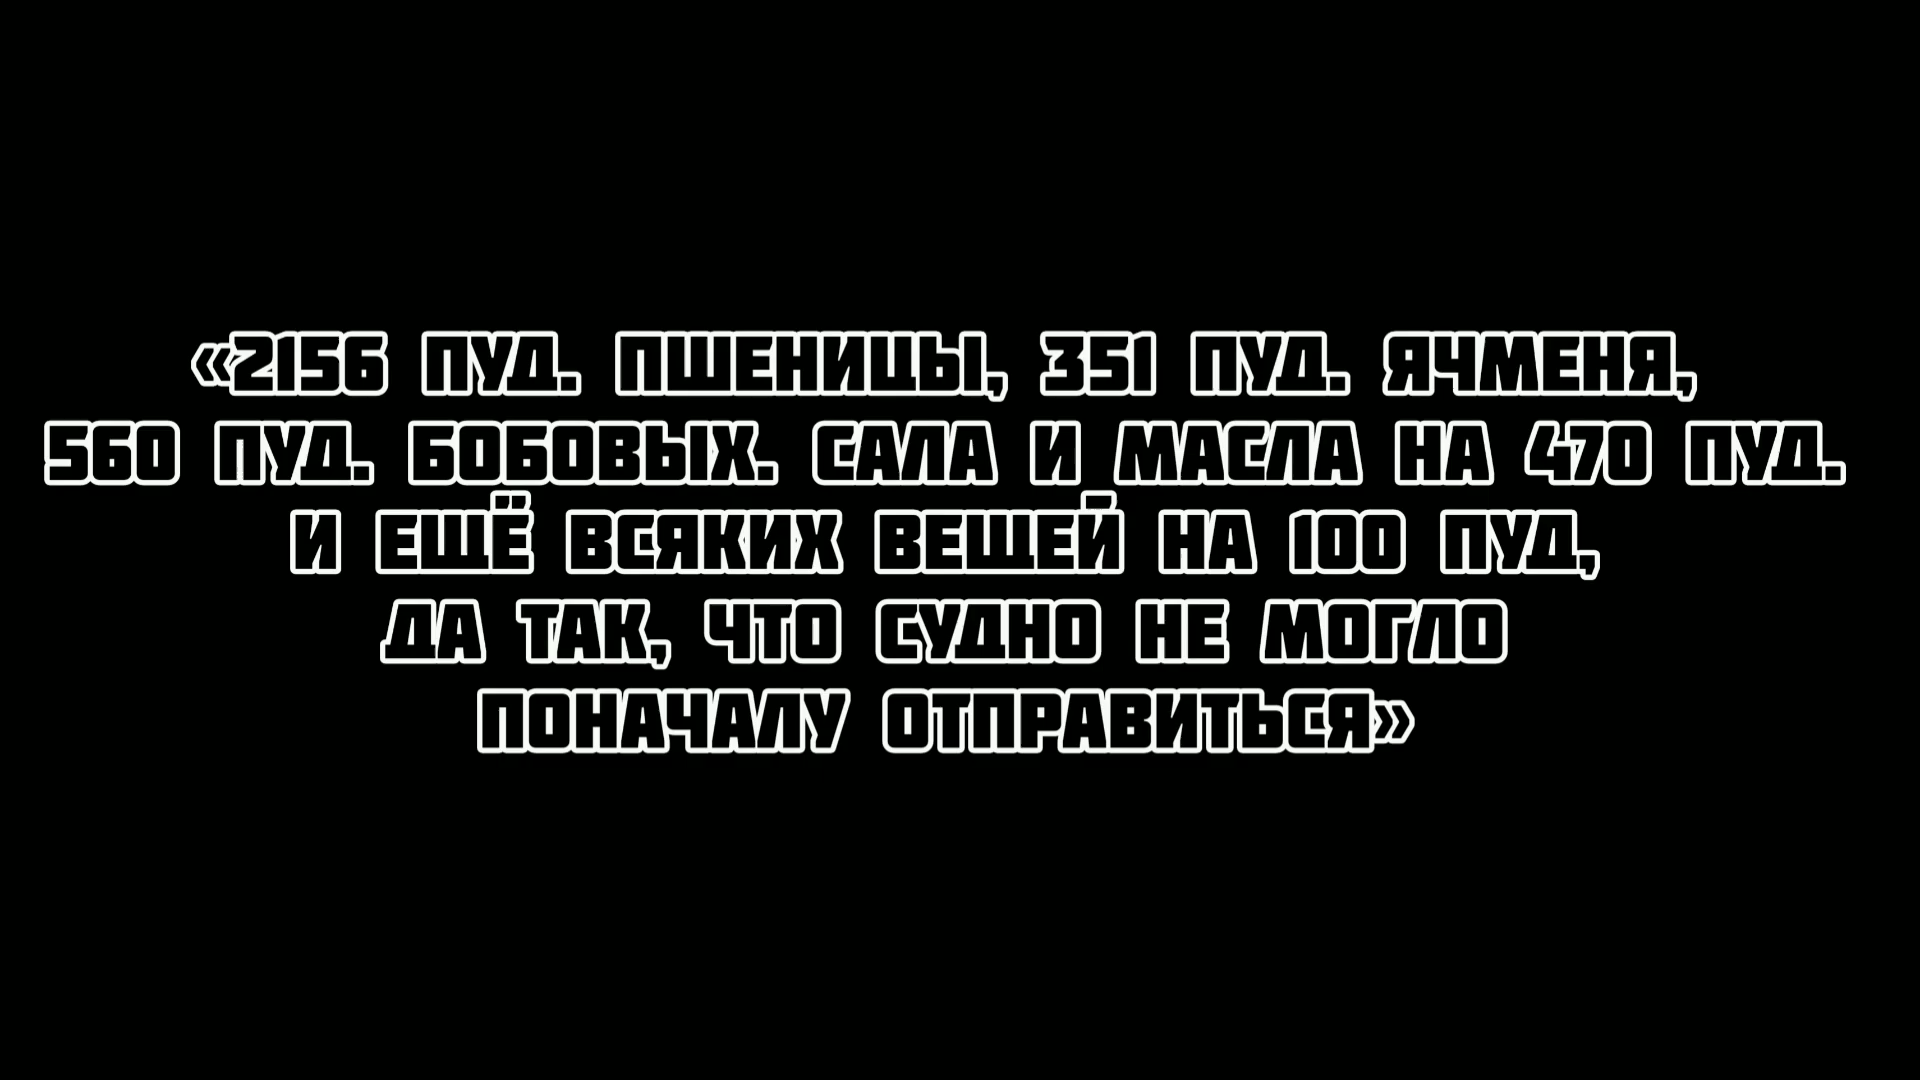 «2156 ПУД. ПШЕНИЦЫ, 351 ПУД. ЯЧМЕНЯ,
560 ПУД. БОБОВЫХ. САЛА И МАСЛА НА 470 ПУД.
И ЕЩЁ ВСЯКИХ ВЕЩЕЙ НА 100 ПУД,
ДА ТАК, ЧТО СУДНО НЕ МОГЛО
ПОНАЧАЛУ ОТПРАВИТЬСЯ»